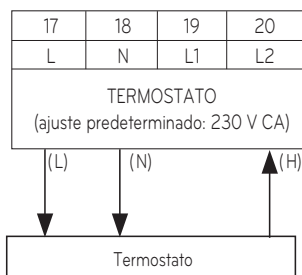 17 18 19 20
L N L1 L2
TERMOSTATO
(ajuste predeterminado: 230 V CA)
(L) (N) (H)
Termostato